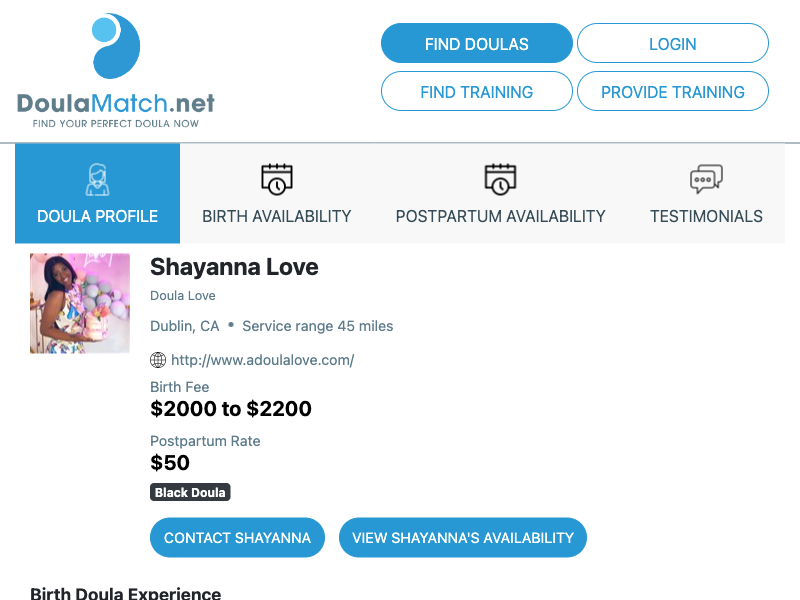 DoulaMatch.net
FIND YOUR PERFECT DOULA NOW
FIND DOULAS
LOGIN
FIND TRAINING
PROVIDE TRAINING
DOULA PROFILE
BIRTH AVAILABILITY
POSTPARTUM AVAILABILITY
TESTIMONIALS
Shayanna Love
Doula Love
Dublin, CA • Service range 45 miles
http://www.adoulalove.com/
Birth Fee
$2000 to $2200
Postpartum Rate
$50
Black Doula
CONTACT SHAYANNA
VIEW SHAYANNA'S AVAILABILITY
Birth Doula Experience